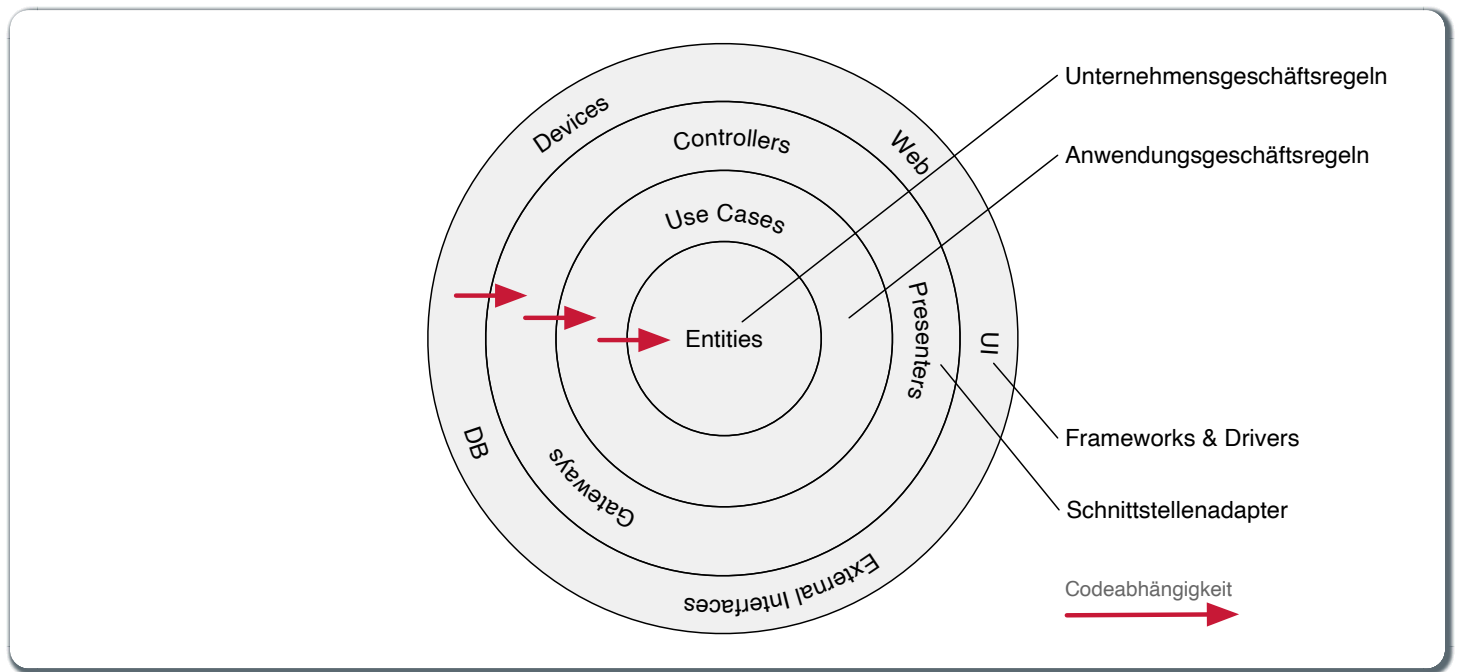 Devices
Web
Controllers
Use Cases
Entities
Presenters
UI
DB
Gateways
External Interfaces
Unternehmensgeschäftsregeln
Anwendungsgeschäftsregeln
Frameworks & Drivers
Schnittstellenadapter
Codeabhängigkeit